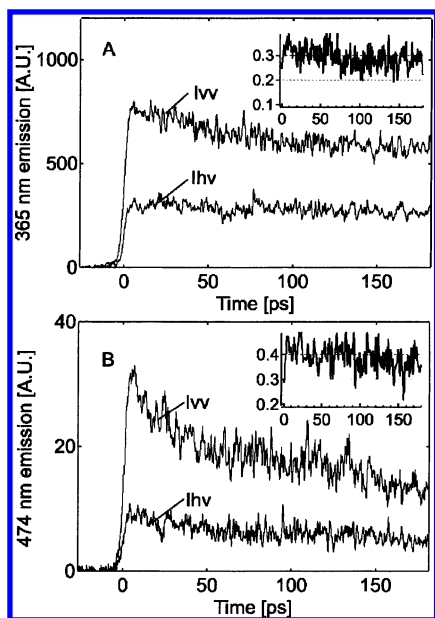 A
1000
500
0
365 nm emission [A.U.]
Ivv
Ihv
0.3
0.2
0.1
0 50 100 150
0 50 100 150
Time [ps]
B
40
20
0
474 nm emission [A.U.]
Ivv
Ihv
0.4
0.3
0.2
0 50 100 150
0 50 100 150
Time [ps]